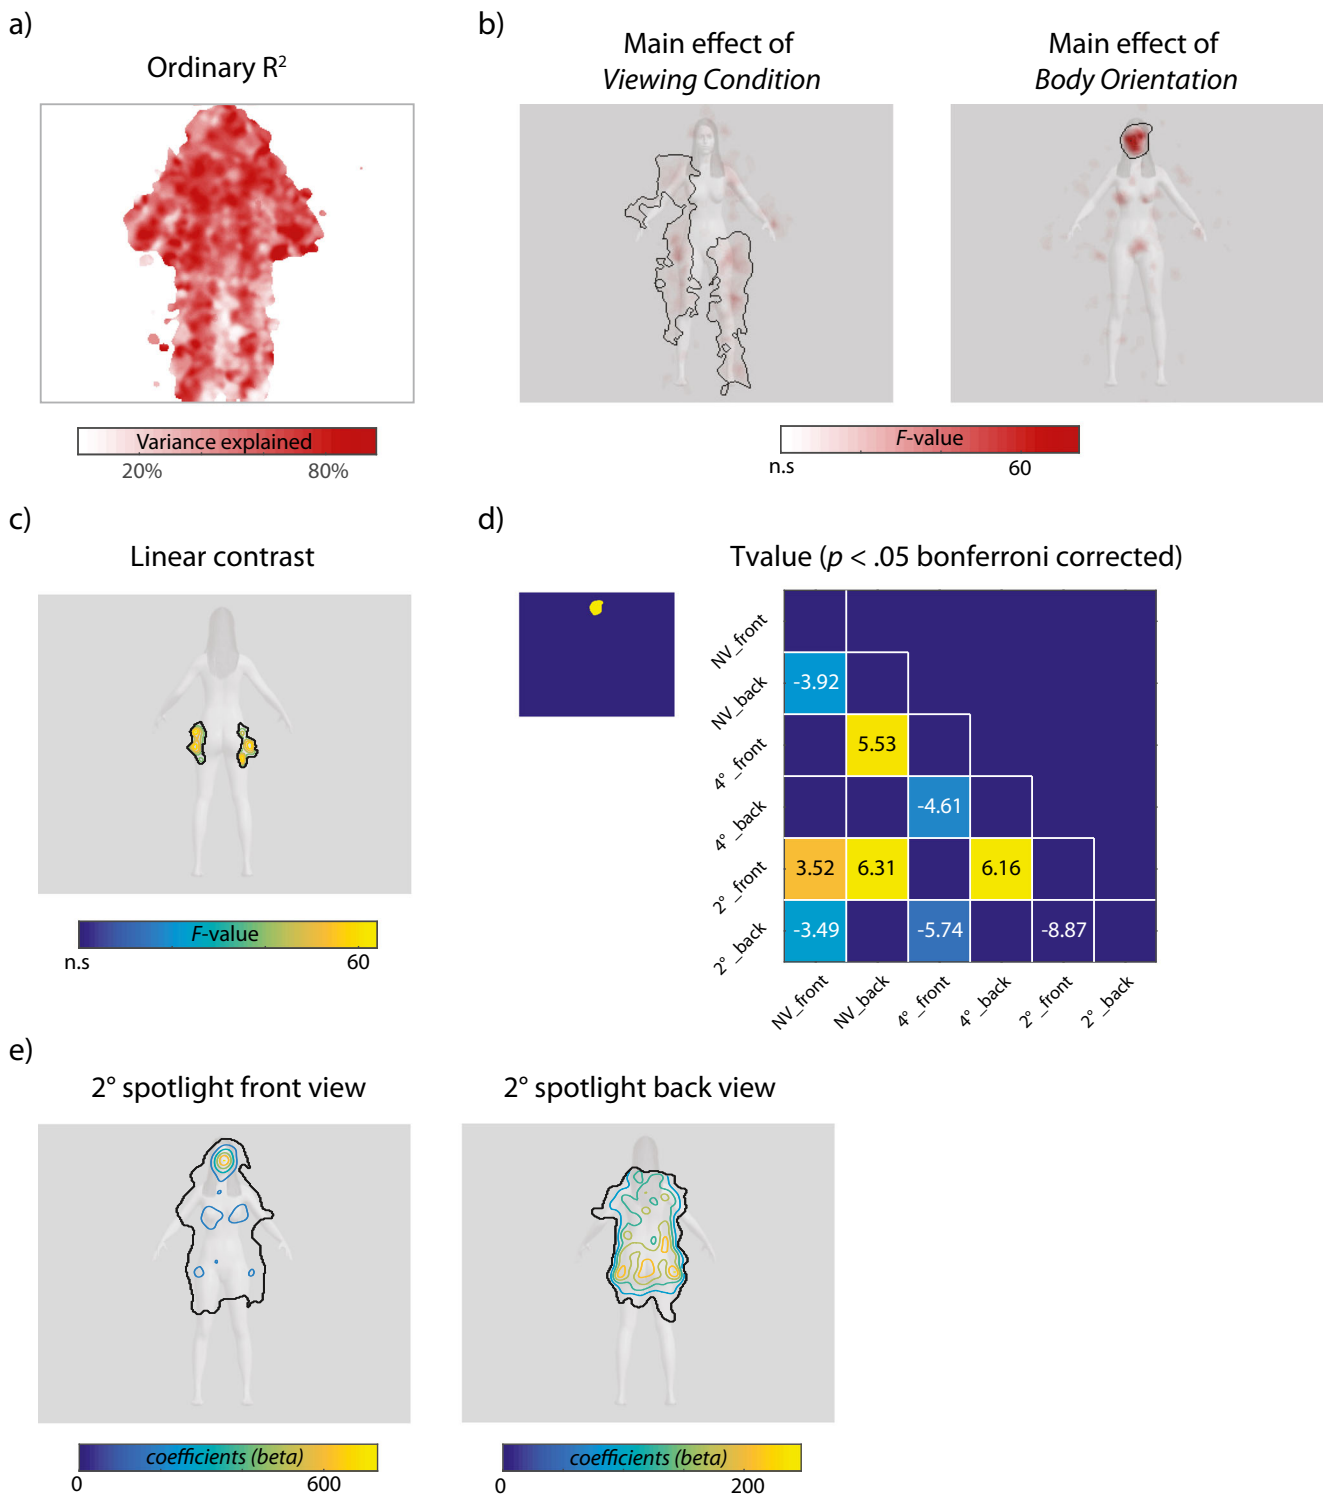 a)
Ordinary R²
Variance explained
20% 80%
b)
Main effect of
Viewing Condition
Main effect of
Body Orientation
F-value
n.s 60
c)
Linear contrast
F-value
n.s 60
d)
Tvalue (p < .05 bonferroni corrected)
NV_front
NV_back -3.92
4°_front 5.53
4°_back -4.61
2°_front 3.52 6.31 6.16
2°_back -3.49 -5.74 -8.87
NV_front NV_back 4°_front 4°_back 2°_front 2°_back
e)
2° spotlight front view
2° spotlight back view
coefficients (beta)
0 600
coefficients (beta)
0 200